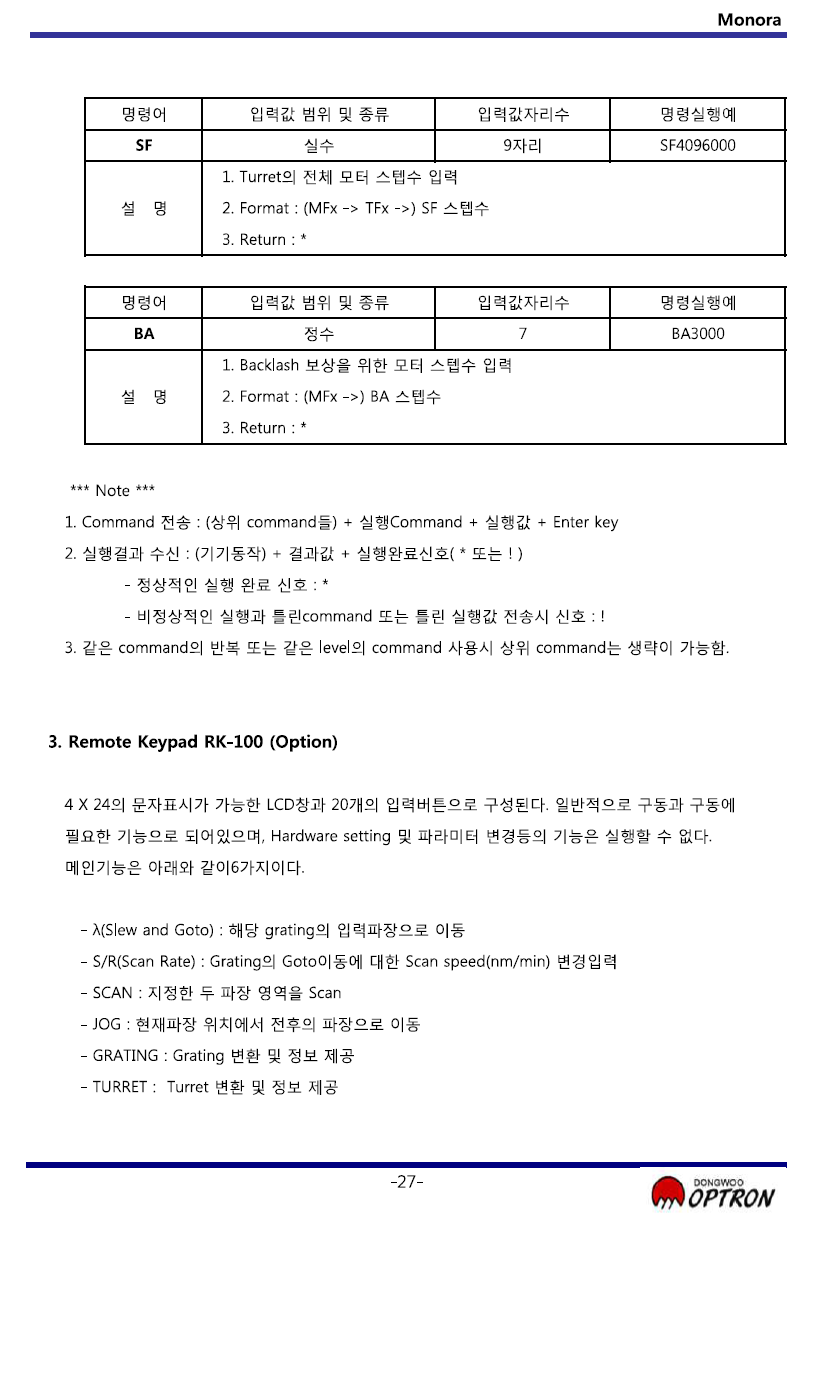 Monora
명령어 입력값 범위 및 종류 입력값자리수 명령실행예
SF 실수 9자리 SF4096000
설 명
1. Turret의 전체 모터 스텝수 입력
2. Format : (MFx -> TFx ->) SF 스텝수
3. Return : *
명령어 입력값 범위 및 종류 입력값자리수 명령실행예
BA 정수 7 BA3000
설 명
1. Backlash 보상을 위한 모터 스텝수 입력
2. Format : (MFx ->) BA 스텝수
3. Return : *
*** Note ***
1. Command 전송 : (상위 command들) + 실행Command + 실행값 + Enter key
2. 실행결과 수신 : (기기동작) + 결과값 + 실행완료신호( * 또는 ! )
- 정상적인 실행 완료 신호 : *
- 비정상적인 실행과 틀린command 또는 틀린 실행값 전송시 신호 : !
3. 같은 command의 반복 또는 같은 level의 command 사용시 상위 command는 생략이 가능함.
3. Remote Keypad RK-100 (Option)
4 X 24의 문자표시가 가능한 LCD창과 20개의 입력버튼으로 구성된다. 일반적으로 구동과 구동에
필요한 기능으로 되어있으며, Hardware setting 및 파라미터 변경등의 기능은 실행할 수 없다.
메인기능은 아래와 같이6가지이다.
- λ(Slew and Goto) : 해당 grating의 입력파장으로 이동
- S/R(Scan Rate) : Grating의 Goto이동에 대한 Scan speed(nm/min) 변경입력
- SCAN : 지정한 두 파장 영역을 Scan
- JOG : 현재파장 위치에서 전후의 파장으로 이동
- GRATING : Grating 변환 및 정보 제공
- TURRET : Turret 변환 및 정보 제공
-27-
DONGWOO
OPTRON